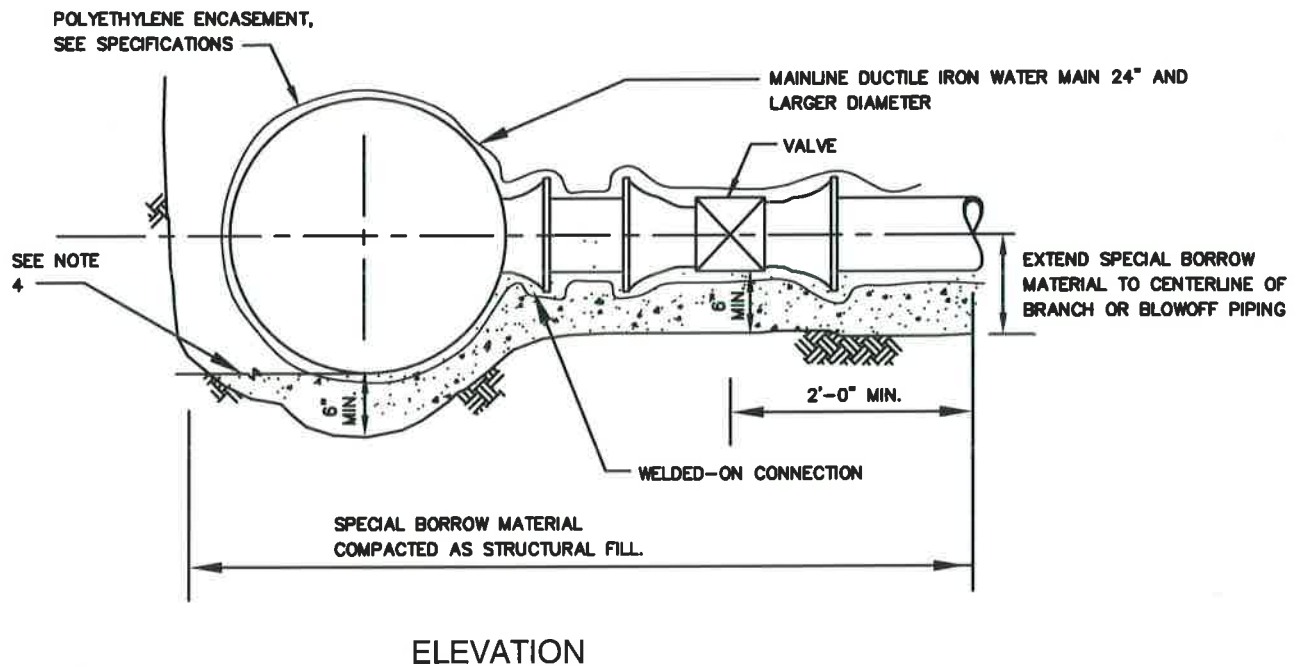 POLYETHYLENE ENCASEMENT,
SEE SPECIFICATIONS
MAINLINE DUCTILE IRON WATER MAIN 24" AND
LARGER DIAMETER
VALVE
SEE NOTE
4
EXTEND SPECIAL BORROW
MATERIAL TO CENTERLINE OF
BRANCH OR BLOWOFF PIPING
6"
MIN.
6"
MIN.
2'-0" MIN.
WELDED-ON CONNECTION
SPECIAL BORROW MATERIAL
COMPACTED AS STRUCTURAL FILL.
ELEVATION